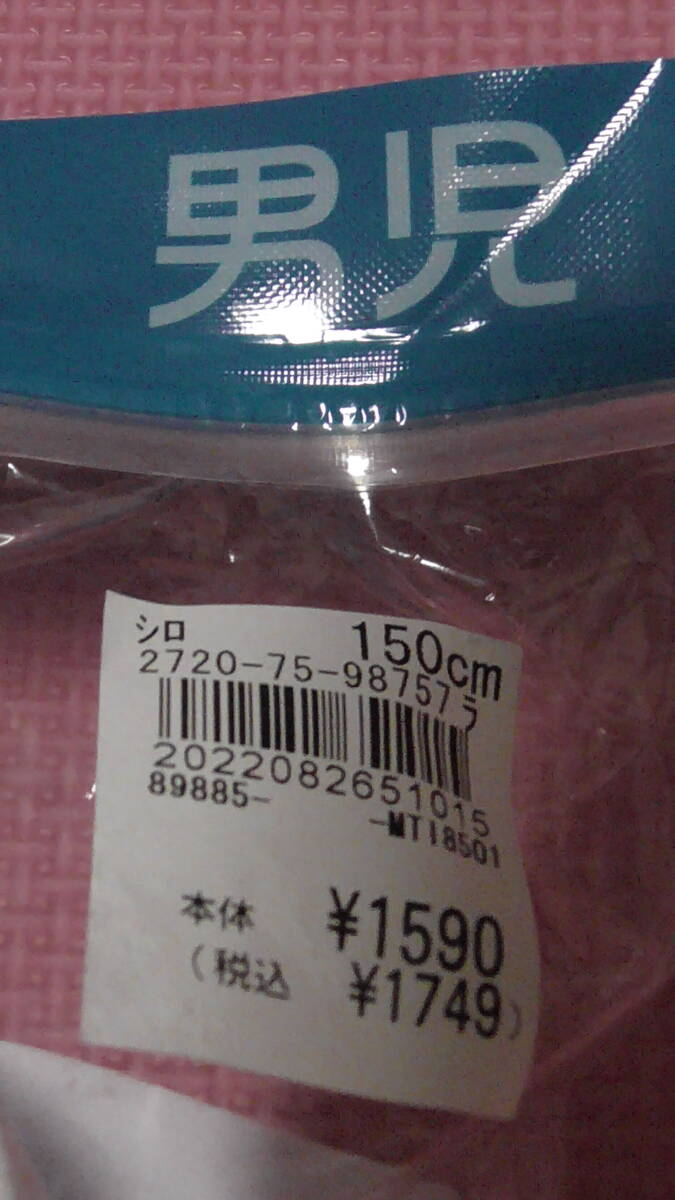 男児
シロ 150cm
2720-75-98757ラ
2022082651015
89885- -MTI8501
本体 ¥1590
(税込 ¥1749)